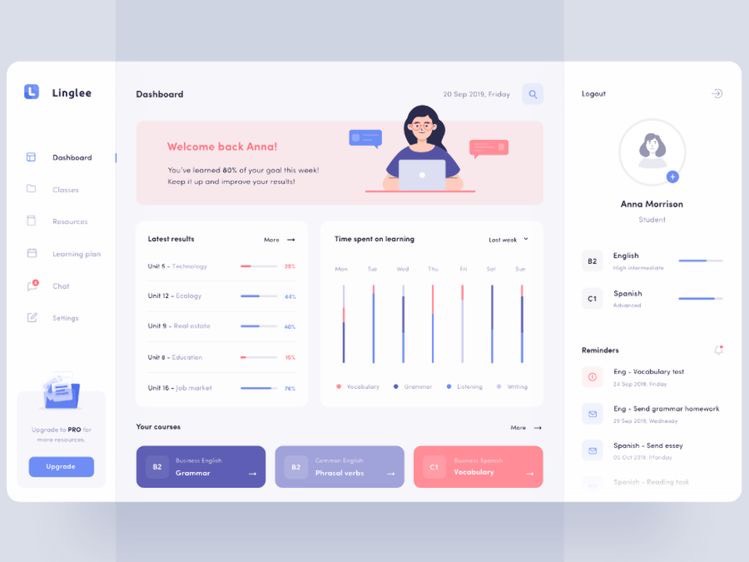 Linglee
Dashboard
Classes
Resources
Learning plan
Chat
Settings
Upgrade to PRO for
more resources.
Upgrade
Dashboard
20 Sep 2019, Friday
Welcome back Anna!
You've learned 80% of your goal this week!
Keep it up and improve your results!
Latest results
More
Unit 5 - Technology
Unit 12 - Ecology
64%
Unit 9 - Real estate
Unit 8 - Education
15%
Unit 16 - Job market
Time spent on learning
Last week
Mon Tue Wed Thu Fri Sat Sun
Vocabulary Grammar Listening Writing
Your courses
More
B2
Business English
Grammar
B2
Common English
Phrasal verbs
C1
Business Spanish
Vocabulary
Logout
Anna Morrison
Student
B2
English
High intermediate
C1
Spanish
Advanced
Reminders
Eng - Vocabulary test
24 Sep 2019, Friday
Eng - Send grammar homework
29 Sep 2019, Wednesday
Spanish - Send essey
05 Oct 2019, Monday
Spanish - Reading test